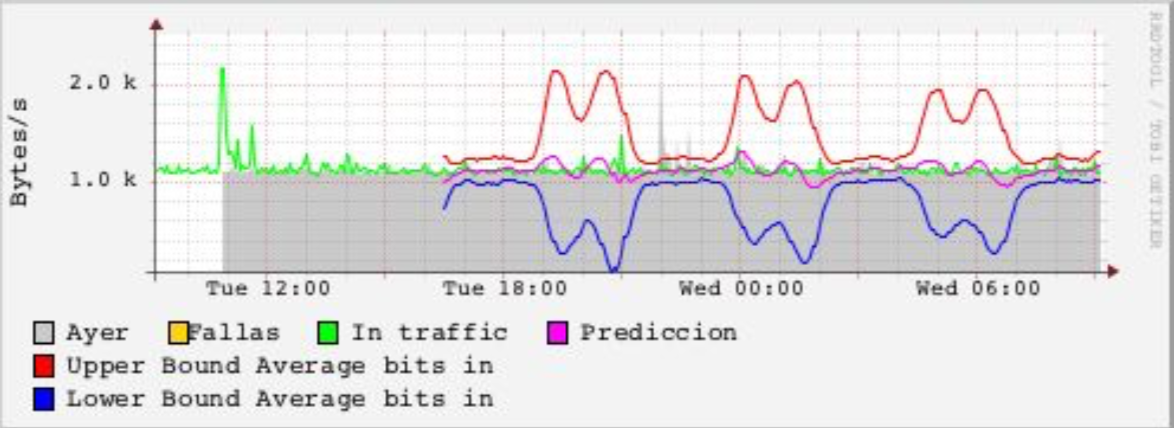 Bytes/s
2.0 k
1.0 k
Tue 12:00 Tue 18:00 Wed 00:00 Wed 06:00
Ayer Fallas In traffic Prediccion
Upper Bound Average bits in
Lower Bound Average bits in
RRDTOOL / TOBI OETIKER